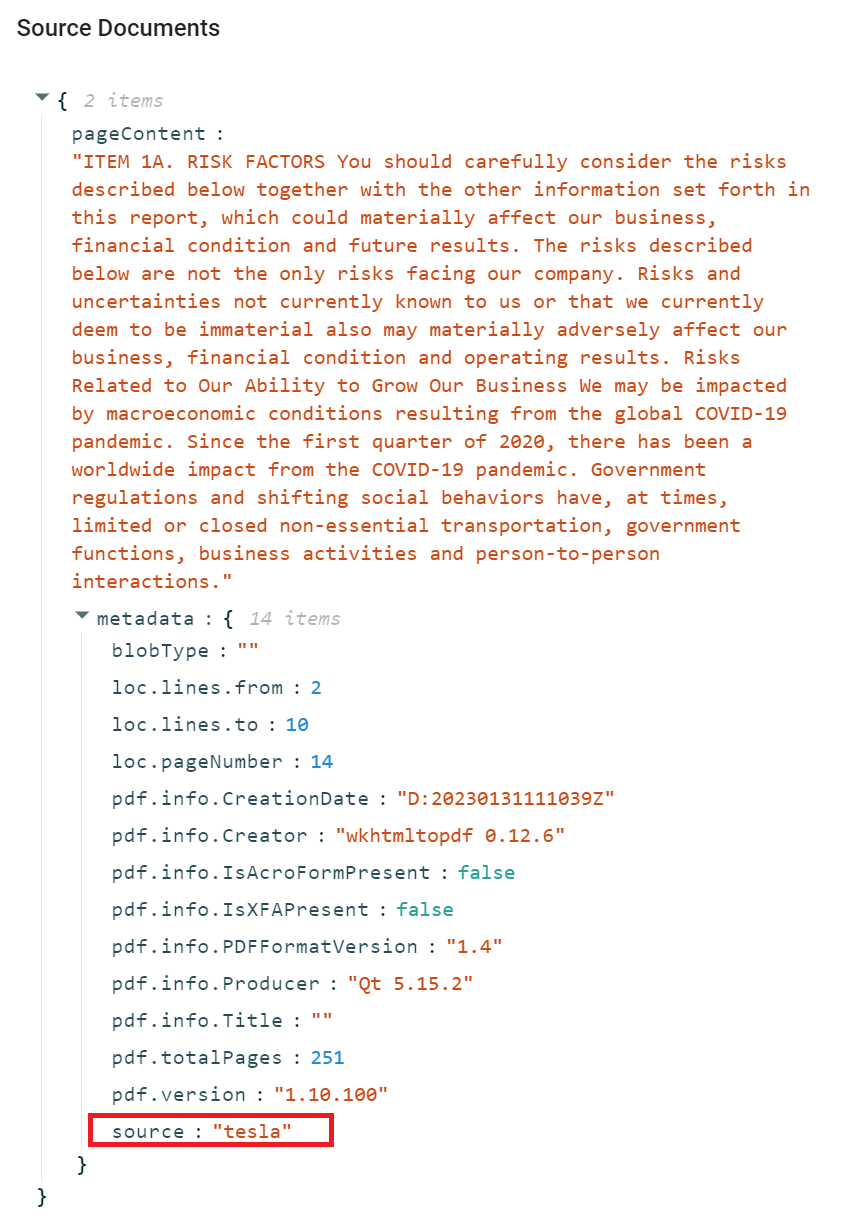 Source Documents
{ 2 items
pageContent :
"ITEM 1A. RISK FACTORS You should carefully consider the risks
described below together with the other information set forth in
this report, which could materially affect our business,
financial condition and future results. The risks described
below are not the only risks facing our company. Risks and
uncertainties not currently known to us or that we currently
deem to be immaterial also may materially adversely affect our
business, financial condition and operating results. Risks
Related to Our Ability to Grow Our Business We may be impacted
by macroeconomic conditions resulting from the global COVID-19
pandemic. Since the first quarter of 2020, there has been a
worldwide impact from the COVID-19 pandemic. Government
regulations and shifting social behaviors have, at times,
limited or closed non-essential transportation, government
functions, business activities and person-to-person
interactions."
metadata : { 14 items
blobType : ""
loc.lines.from : 2
loc.lines.to : 10
loc.pageNumber : 14
pdf.info.CreationDate : "D:20230131111039Z"
pdf.info.Creator : "wkhtmltopdf 0.12.6"
pdf.info.IsAcroFormPresent : false
pdf.info.IsXFAPresent : false
pdf.info.PDFFormatVersion : "1.4"
pdf.info.Producer : "Qt 5.15.2"
pdf.info.Title : ""
pdf.totalPages : 251
pdf.version : "1.10.100"
source : "tesla"
}
}